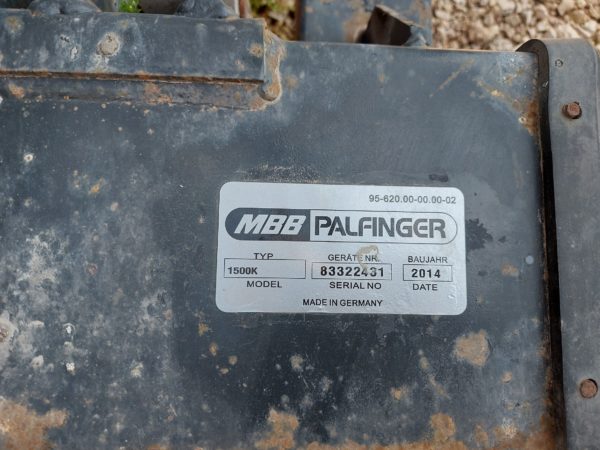 95-620.00-00.00-02
MBB PALFINGER
TYP GERÄTE NR. BAUJAHR
1500K 83322431 2014
MODEL SERIAL NO DATE
MADE IN GERMANY